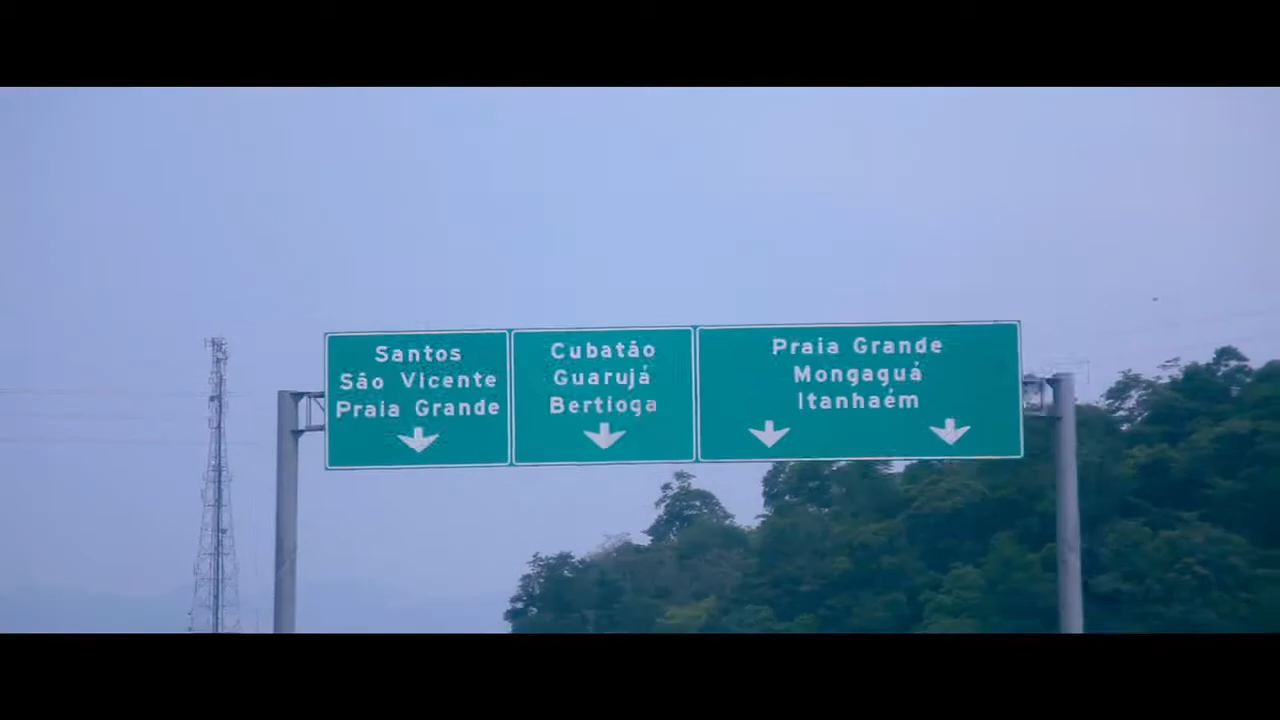 Santos
São Vicente
Praia Grande
Cubatão
Guarujá
Bertioga
Praia Grande
Mongaguá
Itanhaém